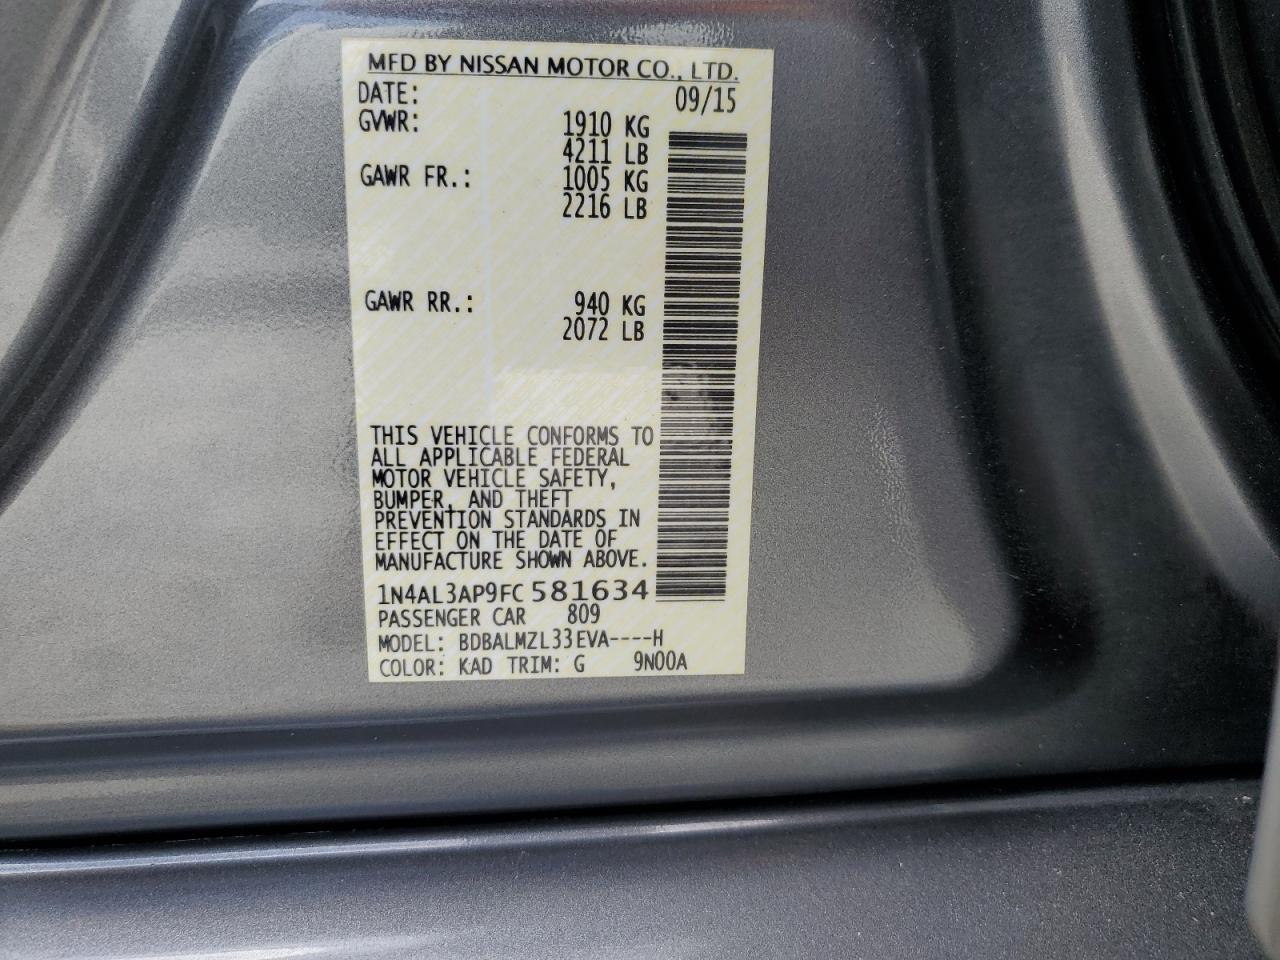 MFD BY NISSAN MOTOR CO., LTD.
DATE: 09/15
GVWR: 1910 KG
4211 LB
GAWR FR.: 1005 KG
2216 LB
GAWR RR.: 940 KG
2072 LB
THIS VEHICLE CONFORMS TO
ALL APPLICABLE FEDERAL
MOTOR VEHICLE SAFETY,
BUMPER, AND THEFT
PREVENTION STANDARDS IN
EFFECT ON THE DATE OF
MANUFACTURE SHOWN ABOVE.
1N4AL3AP9FC581634
PASSENGER CAR 809
MODEL: BDBALMZL33EVA----H
COLOR: KAD TRIM: G 9N00A